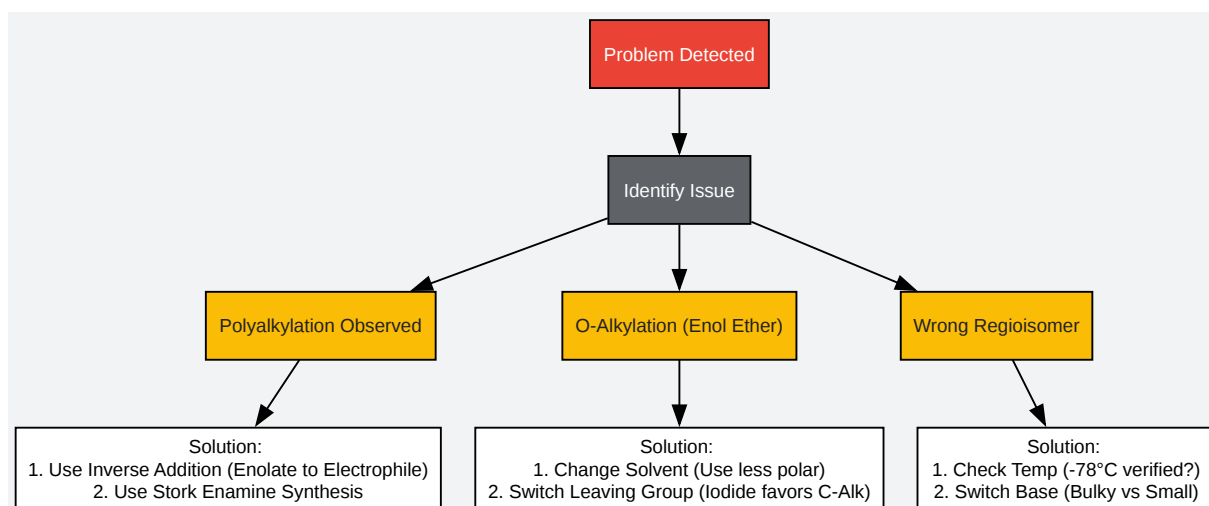 Problem Detected
Identify Issue
Polyalkylation Observed
O-Alkylation (Enol Ether)
Wrong Regioisomer
Solution:
1. Use Inverse Addition (Enolate to Electrophile)
2. Use Stork Enamine Synthesis
Solution:
1. Change Solvent (Use less polar)
2. Switch Leaving Group (Iodide favors C-Alk)
Solution:
1. Check Temp (-78°C verified?)
2. Switch Base (Bulky vs Small)